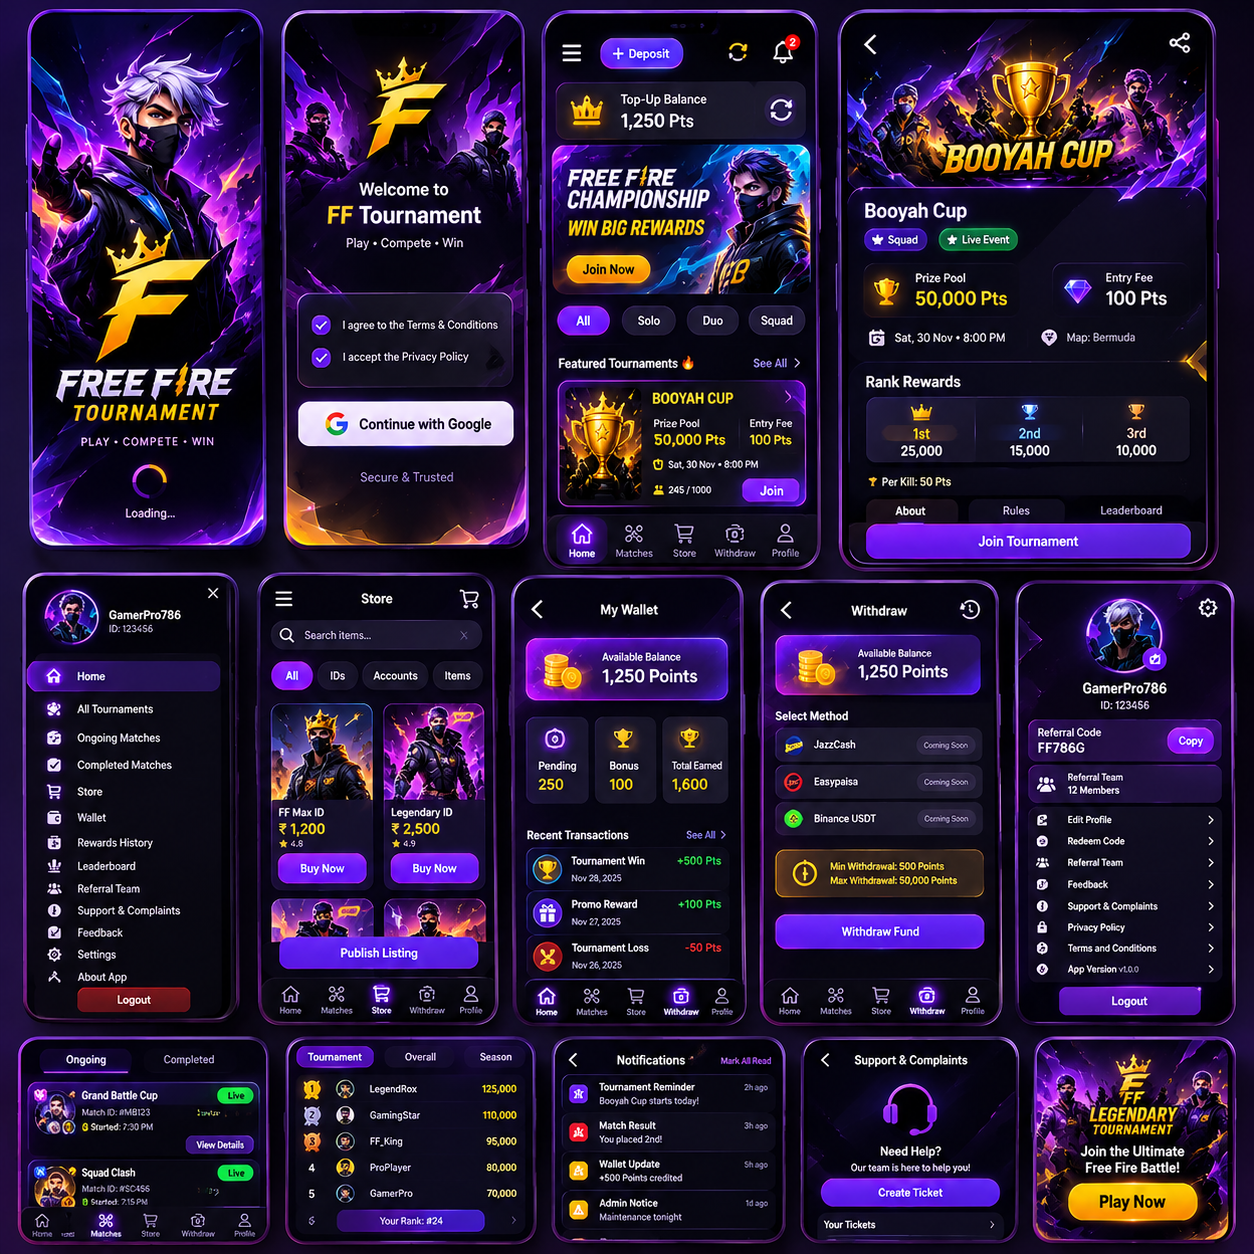 F
FREE FIRE
TOURNAMENT
PLAY • COMPETE • WIN
Loading...
F
Welcome to
FF Tournament
Play • Compete • Win
I agree to the Terms & Conditions
I accept the Privacy Policy
G Continue with Google
Secure & Trusted
+ Deposit
2
Top-Up Balance
1,250 Pts
FREE FIRE
CHAMPIONSHIP
WIN BIG REWARDS
Join Now
All Solo Duo Squad
Featured Tournaments 🔥 See All >
BOOYAH CUP
Prize Pool Entry Fee
50,000 Pts 100 Pts
Sat, 30 Nov • 8:00 PM
245 / 1000 Join
Home Matches Store Withdraw Profile
BOOYAH CUP
Booyah Cup
Squad Live Event
Prize Pool Entry Fee
50,000 Pts 100 Pts
Sat, 30 Nov • 8:00 PM Map: Bermuda
Rank Rewards
1st 2nd 3rd
25,000 15,000 10,000
Per Kill: 50 Pts
About Rules Leaderboard
Join Tournament
GamerPro786
ID: 123456
Home
All Tournaments
Ongoing Matches
Completed Matches
Store
Wallet
Rewards History
Leaderboard
Referral Team
Support & Complaints
Feedback
Settings
About App
Logout
Store
Search items... X
All IDs Accounts Items
FF Max ID Legendary ID
₹ 1,200 ₹ 2,500
★ 4.8 ★ 4.9
Buy Now Buy Now
Publish Listing
Home Matches Store Withdraw Profile
My Wallet
Available Balance
1,250 Points
Pending Bonus Total Earned
250 100 1,600
Recent Transactions See All >
Tournament Win +500 Pts
Nov 28, 2025
Promo Reward +100 Pts
Nov 27, 2025
Tournament Loss -50 Pts
Nov 26, 2025
Home Matches Store Withdraw Profile
Withdraw
Available Balance
1,250 Points
Select Method
JazzCash Coming Soon
Easypaisa Coming Soon
Binance USDT Coming Soon
Min Withdrawal: 500 Points
Max Withdrawal: 50,000 Points
Withdraw Fund
Home Matches Store Withdraw Profile
GamerPro786
ID: 123456
Referral Code
FF786G Copy
Referral Team
12 Members
Edit Profile
Redeem Code
Referral Team
Feedback
Support & Complaints
Privacy Policy
Terms and Conditions
App Version v1.0.0
Logout
Ongoing Completed
Grand Battle Cup Live
Match ID: #MB123
Started: 7:30 PM
View Details
Squad Clash Live
Match ID: #SC456
Started: 7:15 PM
Home Matches Store Withdraw Profile
Tournament Overall Season
1 LegendRox 125,000
2 GamingStar 110,000
3 FF_King 95,000
4 ProPlayer 80,000
5 GamerPro 70,000
Your Rank: #24
Notifications Mark All Read
Tournament Reminder 2h ago
Booyah Cup starts today!
Match Result 3h ago
You placed 2nd!
Wallet Update 5h ago
+500 Points credited
Admin Notice 1d ago
Maintenance tonight
Support & Complaints
Need Help?
Our team is here to help you!
Create Ticket
Your Tickets
FF
LEGENDARY
TOURNAMENT
Join the Ultimate
Free Fire Battle!
Play Now